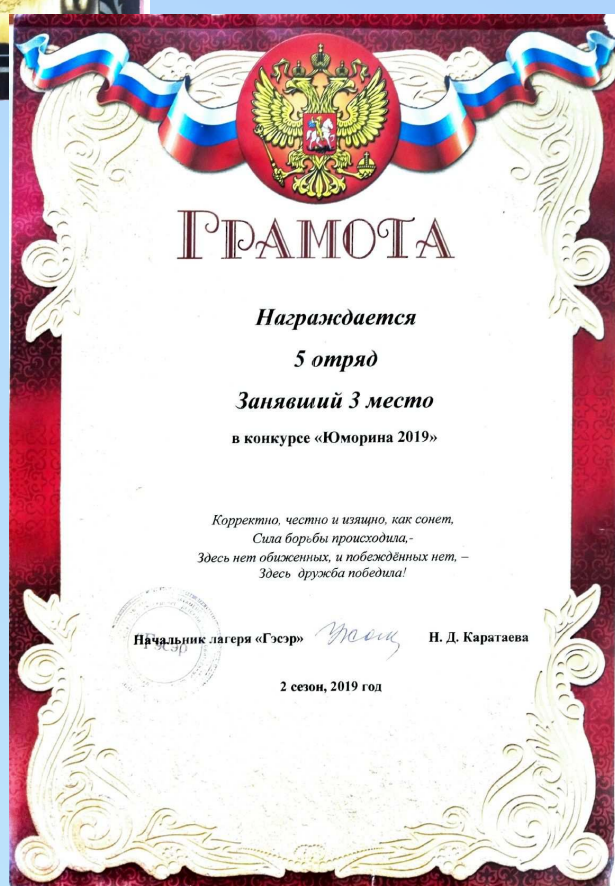 ГРАМОТА
Награждается
5 отряд
Занявший 3 место
в конкурсе «Юморина 2019»
Корректно, честно и изящно, как сонет,
Сила борьбы происходила,-
Здесь нет обиженных, и побеждённых нет, –
Здесь дружба победила!
Начальник лагеря «Гэсэр» Н. Д. Каратаева
Гэсэр
2 сезон, 2019 год